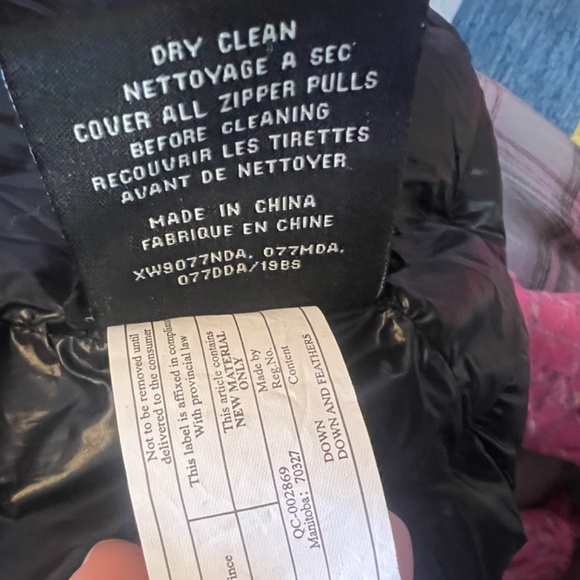 DRY CLEAN
NETTOYAGE A SEC
COVER ALL ZIPPER PULLS
BEFORE CLEANING
RECOUVRIR LES TIRETTES
AVANT DE NETTOYER
MADE IN CHINA
FABRIQUE EN CHINE
XW9077NDA, 077MDA,
077DDA/19BS
Not to be removed until
delivered to the consumer
This label is affixed in
With provincial law
This article contains
NEW MATERIAL
ONLY
Made by
Reg.No.
Content
QC-002869
Manitoba: 70327
DOWN
DOWN AND FEATHERS